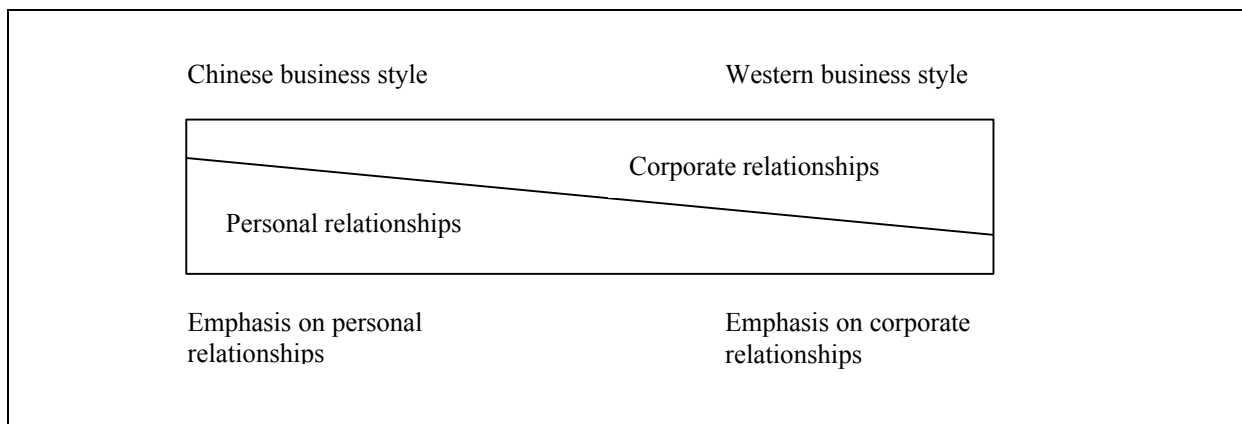 Chinese business style
Western business style
Corporate relationships
Personal relationships
Emphasis on personal
relationships
Emphasis on corporate
relationships